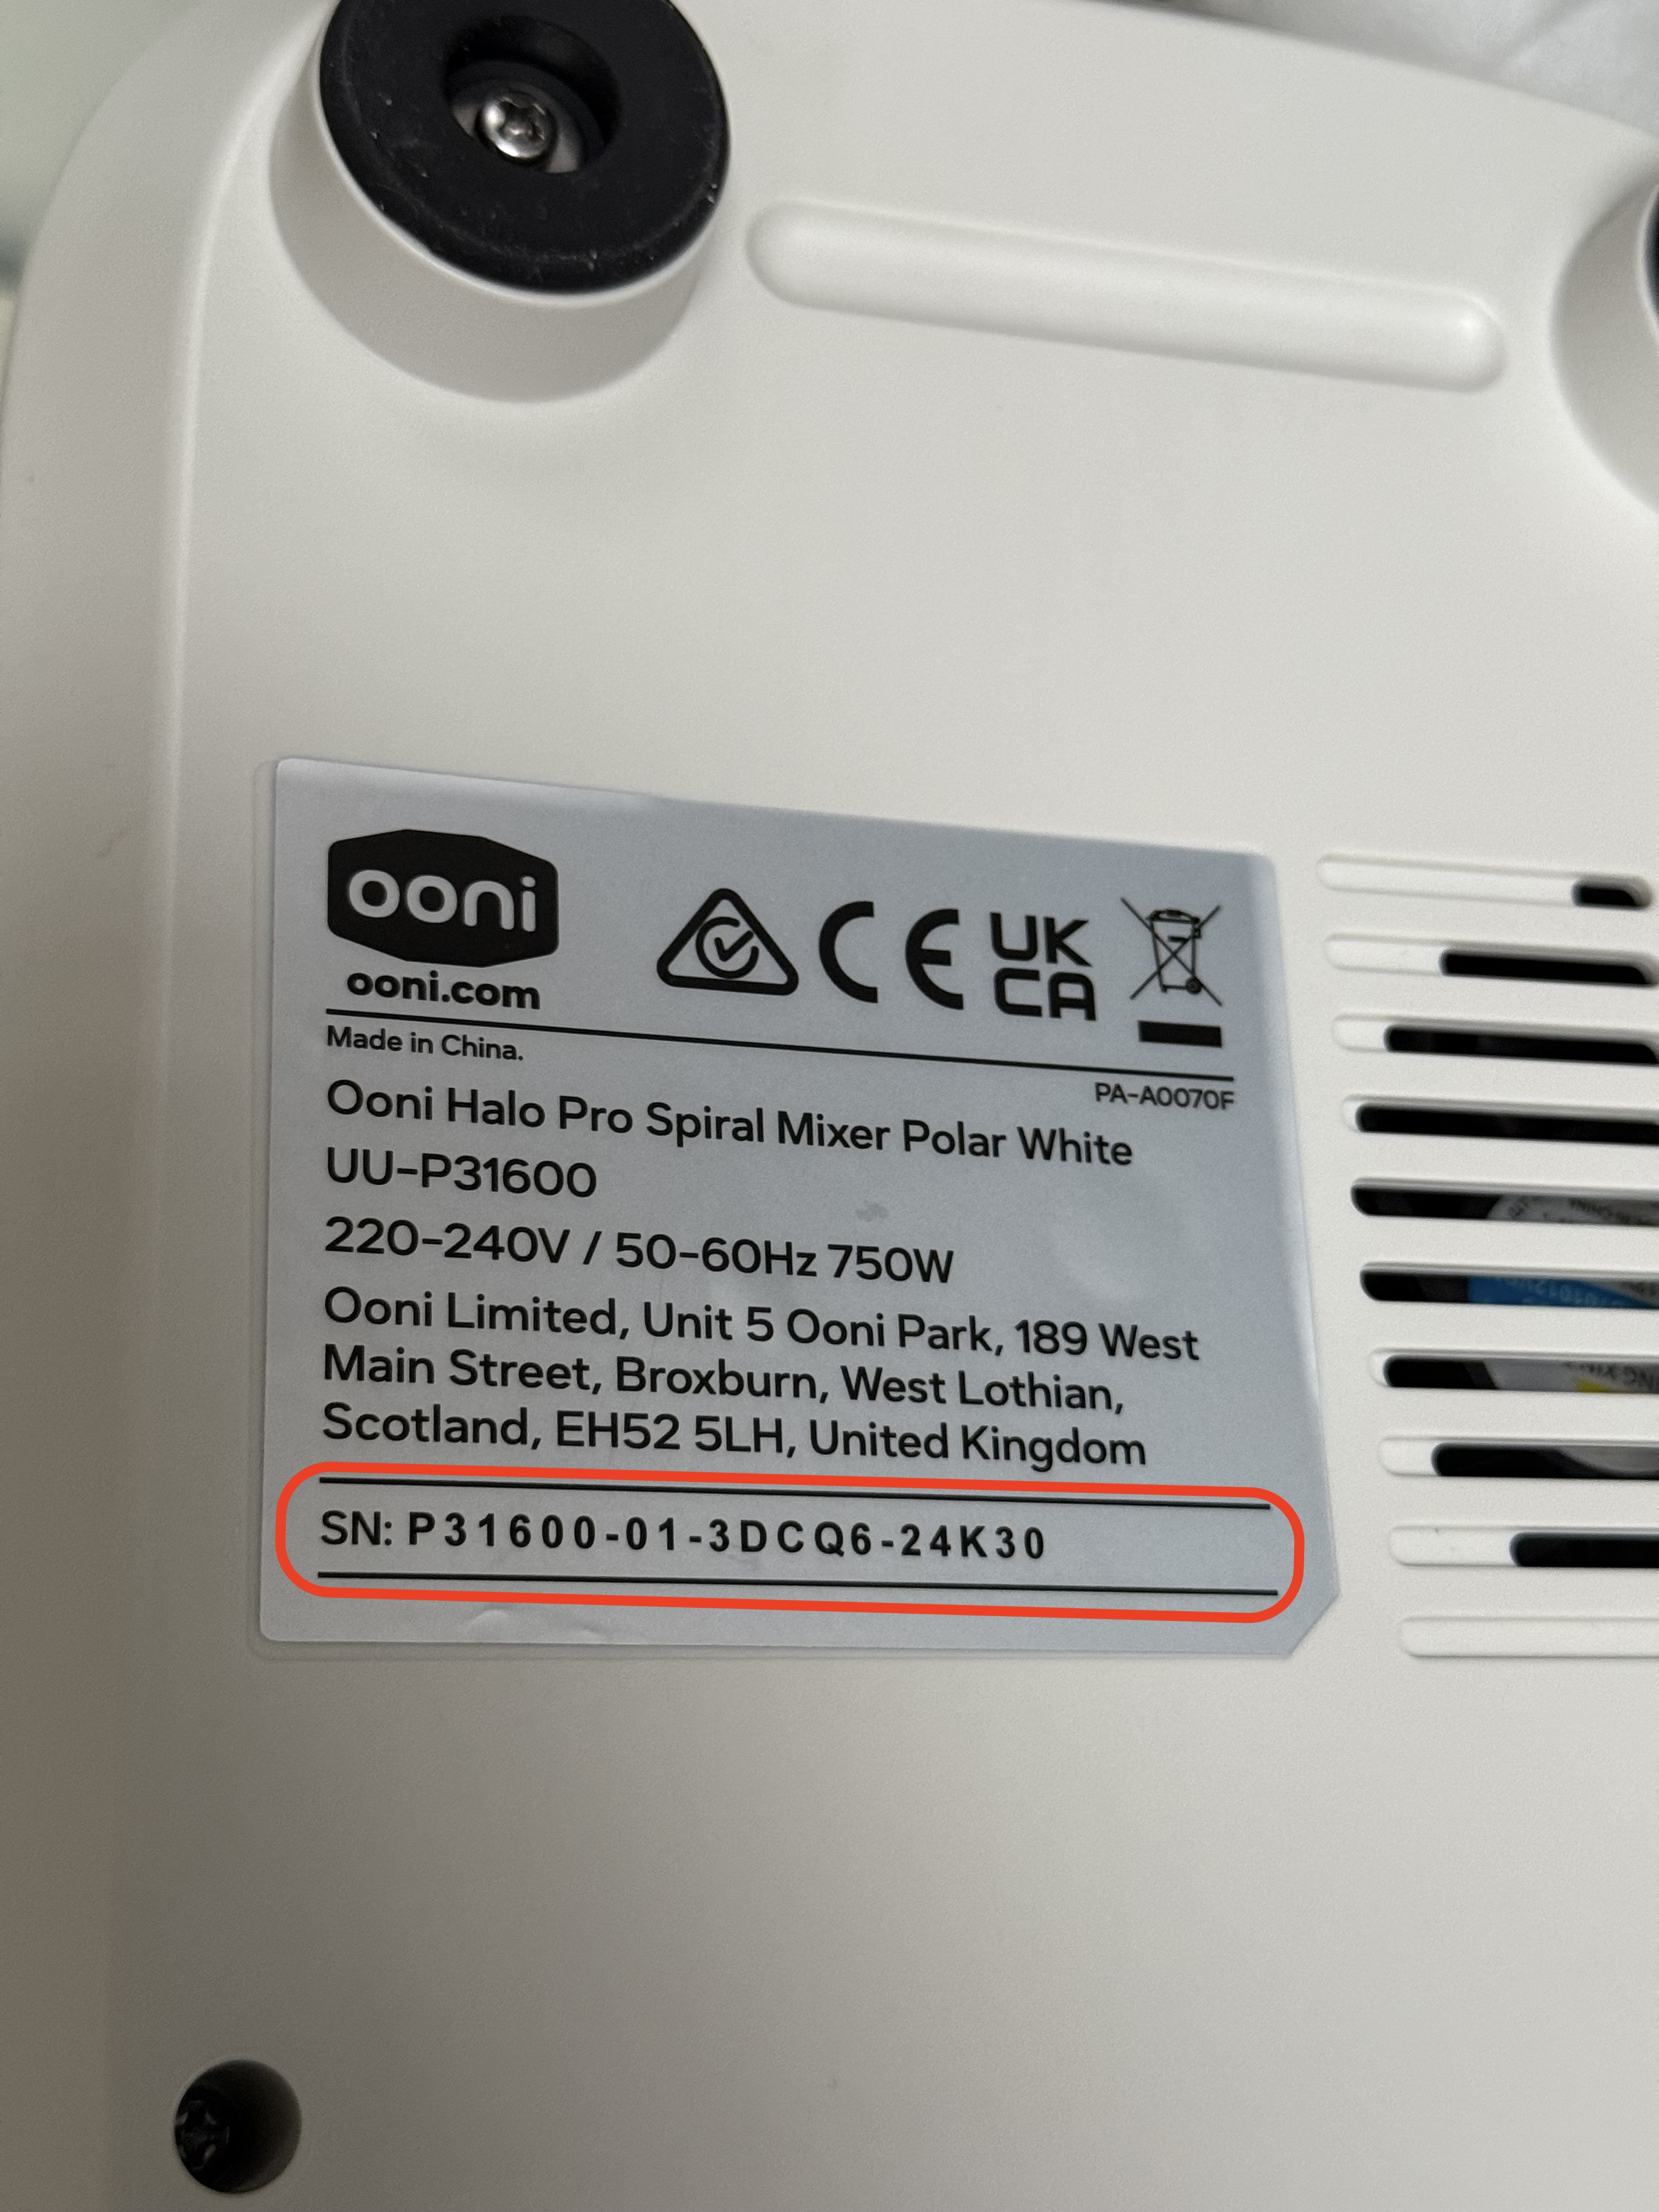 ooni
ooni.com
UK
CA
Made in China.
PA-A0070F
Ooni Halo Pro Spiral Mixer Polar White
UU-P31600
220-240V / 50-60Hz 750W
Ooni Limited, Unit 5 Ooni Park, 189 West
Main Street, Broxburn, West Lothian,
Scotland, EH52 5LH, United Kingdom
SN: P31600-01-3DCQ6-24K30